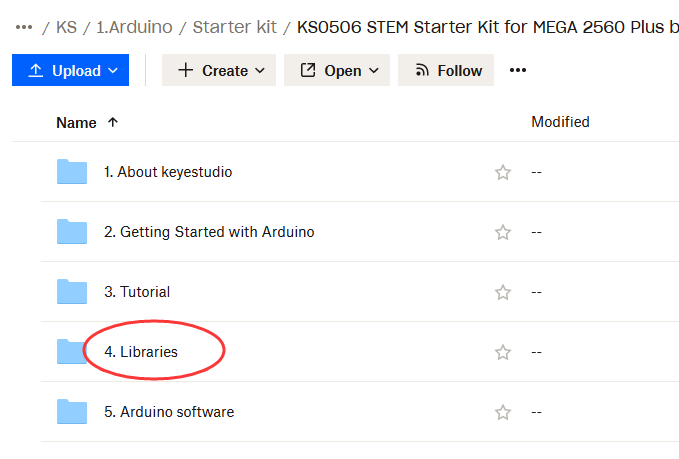 ••• / KS / 1.Arduino / Starter kit / KS0506 STEM Starter Kit for MEGA 2560 Plus b
Upload Create Open Follow •••
Name Modified
1. About keyestudio --
2. Getting Started with Arduino --
3. Tutorial --
4. Libraries --
5. Arduino software --